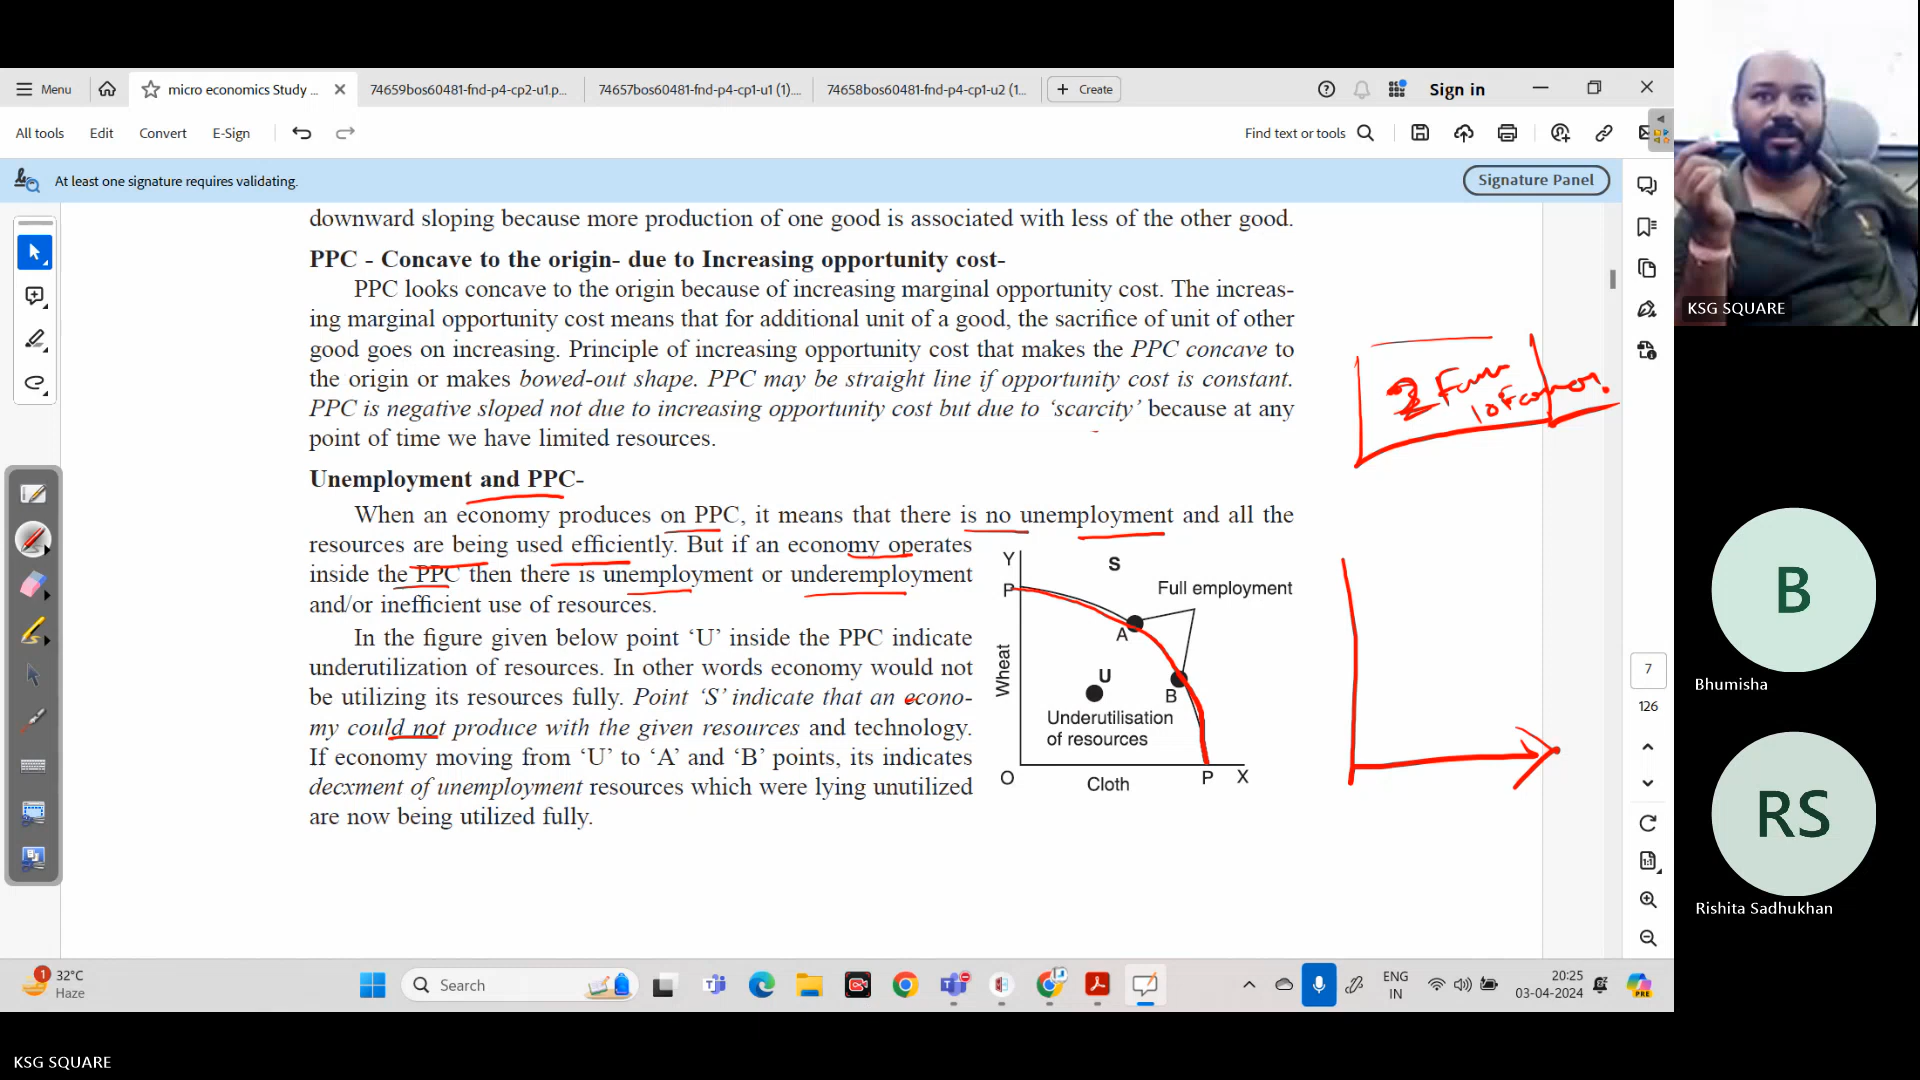 Menu
micro economics Study ...
74659bos60481-fnd-p4-cp2-u1.p...
74657bos60481-fnd-p4-cp1-u1 (1)....
74658bos60481-fnd-p4-cp1-u2 (1...
Create
Sign in
All tools
Edit
Convert
E-Sign
Find text or tools
At least one signature requires validating.
Signature Panel
downward sloping because more production of one good is associated with less of the other good.
PPC - Concave to the origin- due to Increasing opportunity cost-
PPC looks concave to the origin because of increasing marginal opportunity cost. The increas-
ing marginal opportunity cost means that for additional unit of a good, the sacrifice of unit of other
good goes on increasing. Principle of increasing opportunity cost that makes the PPC concave to
the origin or makes bowed-out shape. PPC may be straight line if opportunity cost is constant.
PPC is negative sloped not due to increasing opportunity cost but due to ‘scarcity’ because at any
point of time we have limited resources.
Unemployment and PPC-
When an economy produces on PPC, it means that there is no unemployment and all the
resources are being used efficiently. But if an economy operates
inside the PPC then there is unemployment or underemployment
and/or inefficient use of resources.
In the figure given below point ‘U’ inside the PPC indicate
underutilization of resources. In other words economy would not
be utilizing its resources fully. Point ‘S’ indicate that an econo-
my could not produce with the given resources and technology.
If economy moving from ‘U’ to ‘A’ and ‘B’ points, its indicates
decxment of unemployment resources which were lying unutilized
are now being utilized fully.
Y
S
P
Full employment
A
Wheat
U
B
Underutilisation
of resources
O
Cloth
P
X
2
10
7
126
KSG SQUARE
B
Bhumisha
RS
Rishita Sadhukhan
1
32°C
Haze
Search
ENG
IN
20:25
03-04-2024
PRE
KSG SQUARE